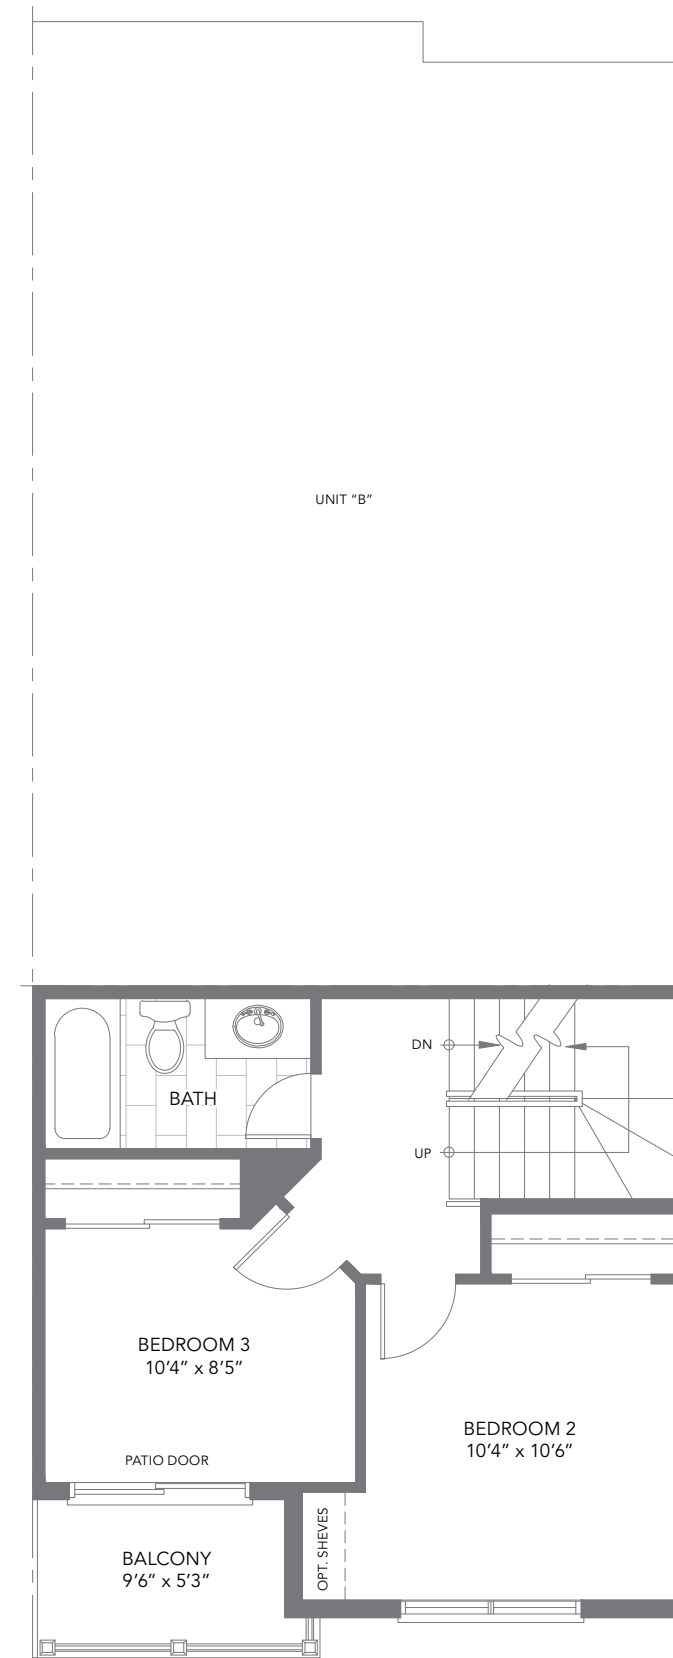 UNIT “B”
DN
BATH
UP
BEDROOM 3
10’4” x 8’5”
BEDROOM 2
10’4” x 10’6”
PATIO DOOR
OPT. SHEVES
BALCONY
9’6” x 5’3”